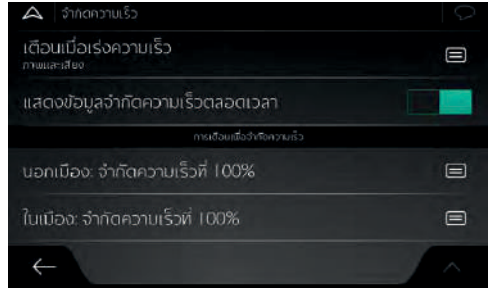 จำกัดความเร็ว
เตือนเมื่อเร่งความเร็ว
ภาพและเสียง
แสดงข้อมูลจำกัดความเร็วตลอดเวลา
การเตือนเพื่อจำกัดความเร็ว
นอกเมือง: จำกัดความเร็วที่ 100%
ในเมือง: จำกัดความเร็วที่ 100%